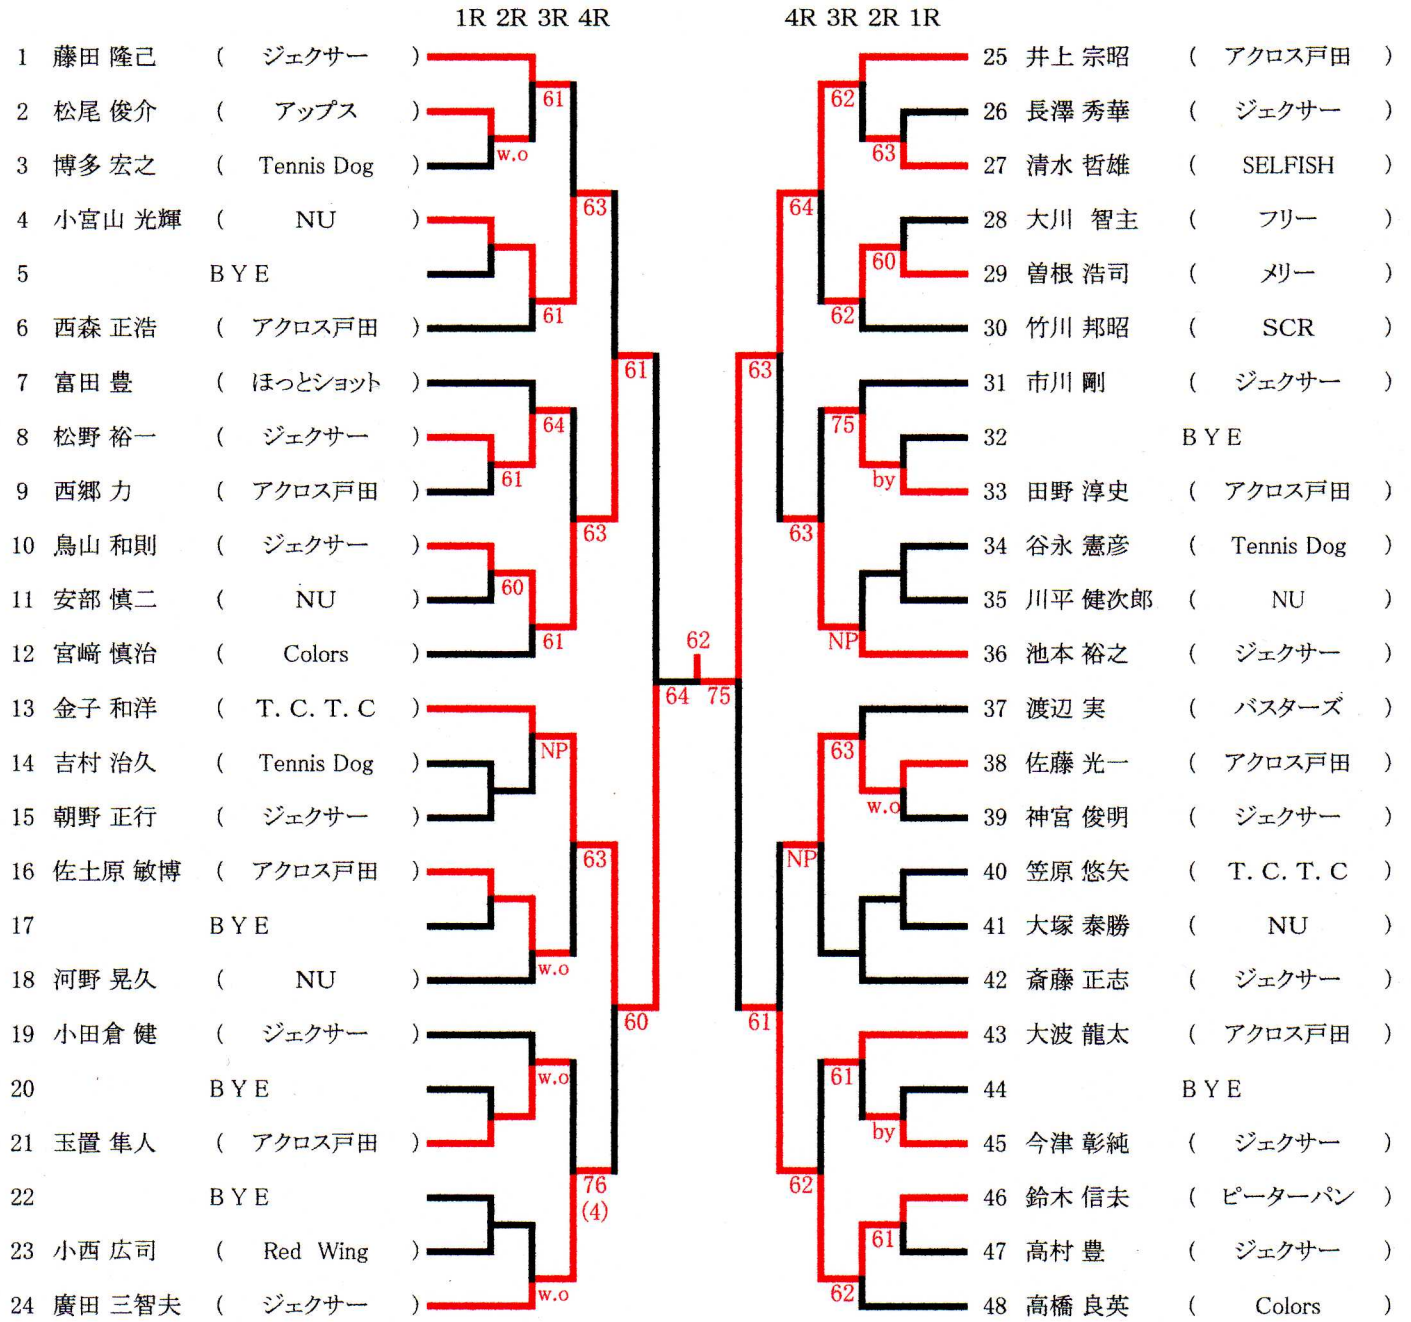 1R 2R 3R 4R
4R 3R 2R 1R
1 藤田 隆己 ( ジェクサー )
2 松尾 俊介 ( アップス )
3 博多 宏之 ( Tennis Dog )
4 小宮山 光輝 ( NU )
5 BYE
6 西森 正浩 ( アクロス戸田 )
7 富田 豊 ( ほっとショット )
8 松野 裕一 ( ジェクサー )
9 西郷 力 ( アクロス戸田 )
10 鳥山 和則 ( ジェクサー )
11 安部 慎二 ( NU )
12 宮﨑 慎治 ( Colors )
13 金子 和洋 ( T.C.T.C )
14 吉村 治久 ( Tennis Dog )
15 朝野 正行 ( ジェクサー )
16 佐土原 敏博 ( アクロス戸田 )
17 BYE
18 河野 晃久 ( NU )
19 小田倉 健 ( ジェクサー )
20 BYE
21 玉置 隼人 ( アクロス戸田 )
22 BYE
23 小西 広司 ( Red Wing )
24 廣田 三智夫 ( ジェクサー )
61
w.o
63
61
61
64
61
63
60
61
NP
63
w.o
60
w.o
76
(4)
w.o
64
62
75
62
63
64
60
62
63
75
by
63
NP
63
w.o
NP
61
61
by
62
61
62
25 井上 宗昭 ( アクロス戸田 )
26 長澤 秀華 ( ジェクサー )
27 清水 哲雄 ( SELFISH )
28 大川 智主 ( フリー )
29 曽根 浩司 ( メリー )
30 竹川 邦昭 ( SCR )
31 市川 剛 ( ジェクサー )
32 BYE
33 田野 淳史 ( アクロス戸田 )
34 谷永 憲彦 ( Tennis Dog )
35 川平 健次郎 ( NU )
36 池本 裕之 ( ジェクサー )
37 渡辺 実 ( バスターズ )
38 佐藤 光一 ( アクロス戸田 )
39 神宮 俊明 ( ジェクサー )
40 笠原 悠矢 ( T.C.T.C )
41 大塚 泰勝 ( NU )
42 斎藤 正志 ( ジェクサー )
43 大波 龍太 ( アクロス戸田 )
44 BYE
45 今津 彰純 ( ジェクサー )
46 鈴木 信夫 ( ピーターパン )
47 高村 豊 ( ジェクサー )
48 高橋 良英 ( Colors )